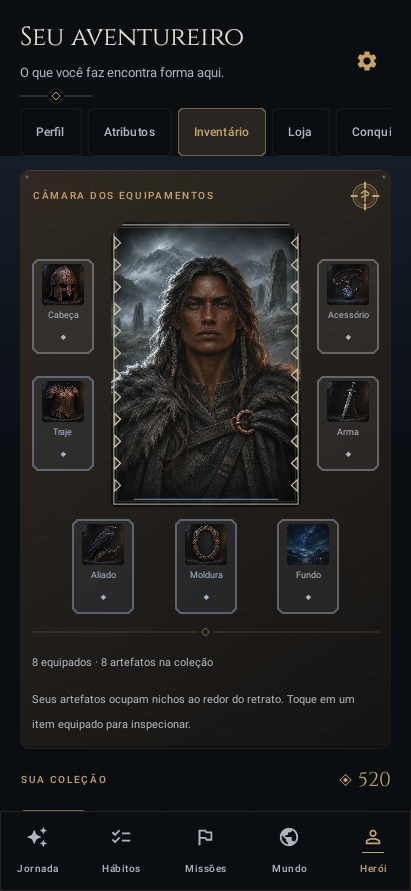 Seu aventureiro
O que você faz encontra forma aqui.
Perfil
Atributos
Inventário
Loja
Conqui
CÂMARA DOS EQUIPAMENTOS
Cabeça
Acessório
Traje
Arma
Aliado
Moldura
Fundo
8 equipados · 8 artefatos na coleção
Seus artefatos ocupam nichos ao redor do retrato. Toque em um
item equipado para inspecionar.
SUA COLEÇÃO
520
Jornada
Hábitos
Missões
Mundo
Herói